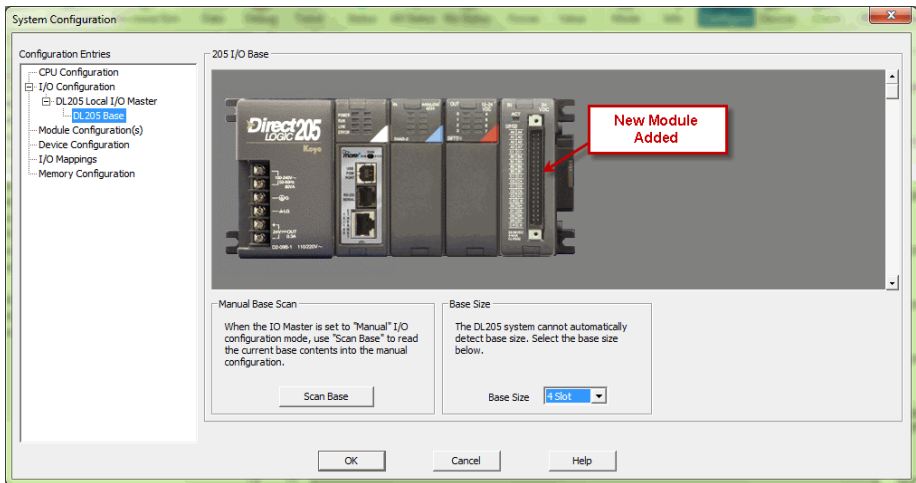 System Configuration
Configuration Entries
CPU Configuration
I/O Configuration
DL205 Local I/O Master
DL205 Base
Module Configuration(s)
Device Configuration
I/O Mappings
Memory Configuration
205 I/O Base
Direct
LOGIC 205
Koyo
New Module
Added
Manual Base Scan
When the IO Master is set to "Manual" I/O
configuration mode, use "Scan Base" to read
the current base contents into the manual
configuration.
Scan Base
Base Size
The DL205 system cannot automatically
detect base size. Select the base size
below.
Base Size 4 Slot
OK Cancel Help